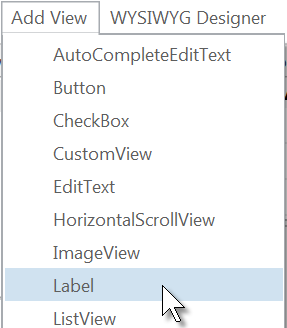 Add View WYSIWYG Designer
AutoCompleteEditText
Button
CheckBox
CustomView
EditText
HorizontalScrollView
ImageView
Label
ListView